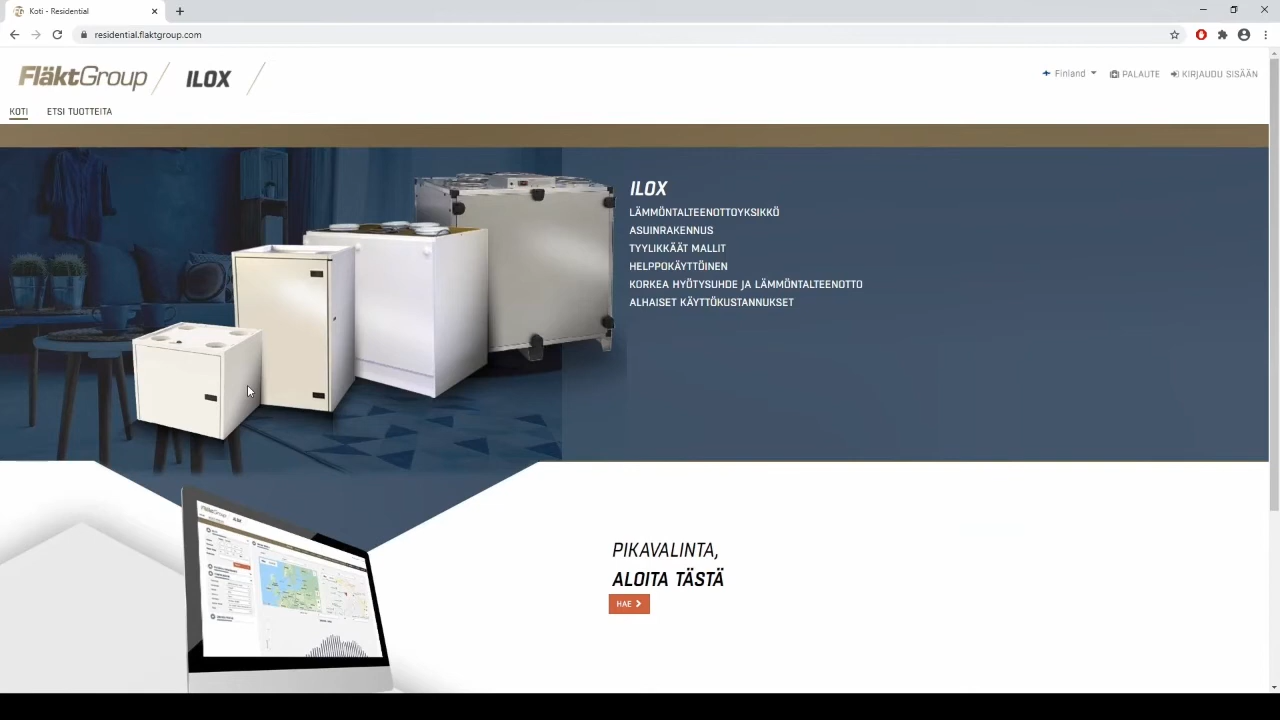 Koti - Residential
residential.flaktgroup.com
FläktGroup
ILOX
Finland
PALAUTE
KIRJAUDU SISÄÄN
KOTI
ETSI TUOTTEITA
ILOX
LÄMMÖNTALTEENOTTOYKSIKKÖ
ASUINRAKENNUS
TYYLIKKÄÄT MALLIT
HELPPOKÄYTTÖINEN
KORKEA HYÖTYSUHDE JA LÄMMÖNTALTEENOTTO
ALHAISET KÄYTTÖKUSTANNUKSET
PIKAVALINTA,
ALOITA TÄSTÄ
HAE